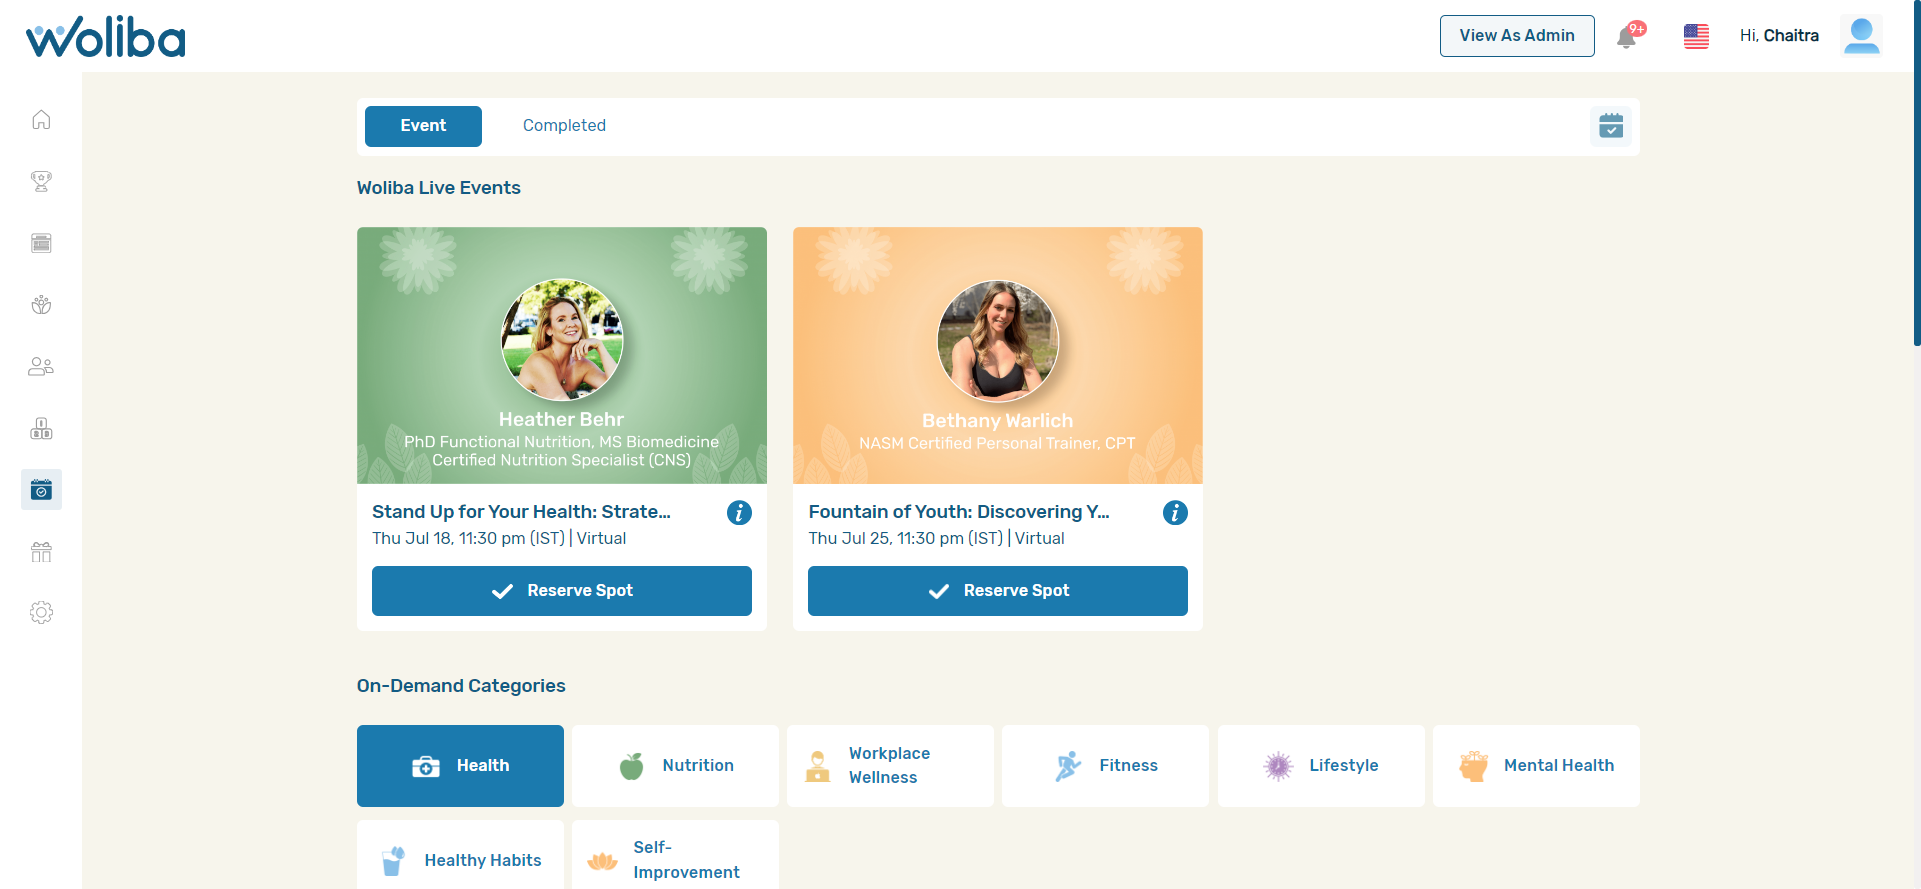 Woliba
View As Admin
9+
Hi, Chaitra
Event
Completed
Woliba Live Events
Heather Behr
PhD Functional Nutrition, MS Biomedicine
Certified Nutrition Specialist (CNS)
Bethany Warlich
NASM Certified Personal Trainer, CPT
Stand Up for Your Health: Strate...
i
Thu Jul 18, 11:30 pm (IST) | Virtual
Reserve Spot
Fountain of Youth: Discovering Y...
i
Thu Jul 25, 11:30 pm (IST) | Virtual
Reserve Spot
On-Demand Categories
Health
Nutrition
Workplace
Wellness
Fitness
Lifestyle
Mental Health
Healthy Habits
Self-
Improvement